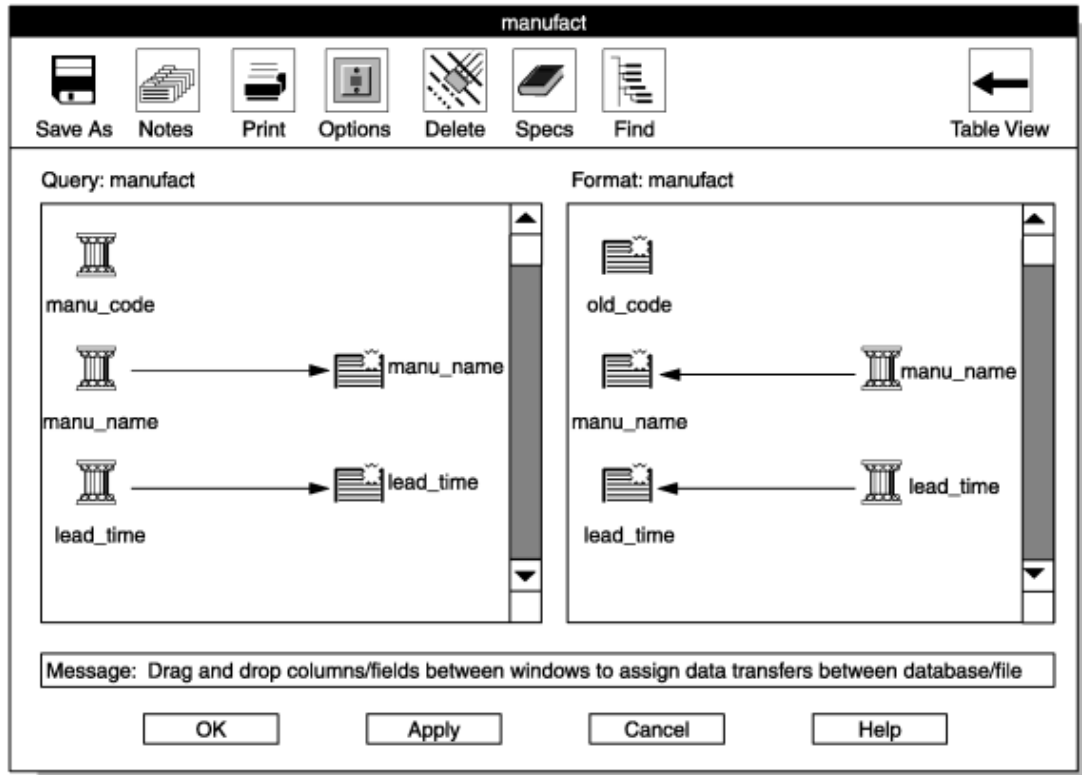 manufact
Save As Notes Print Options Delete Specs Find Table View
Query: manufact Format: manufact
manu_code old_code
manu_name manu_name
manu_name manu_name
lead_time lead_time
lead_time lead_time
Message: Drag and drop columns/fields between windows to assign data transfers between database/file
OK Apply Cancel Help